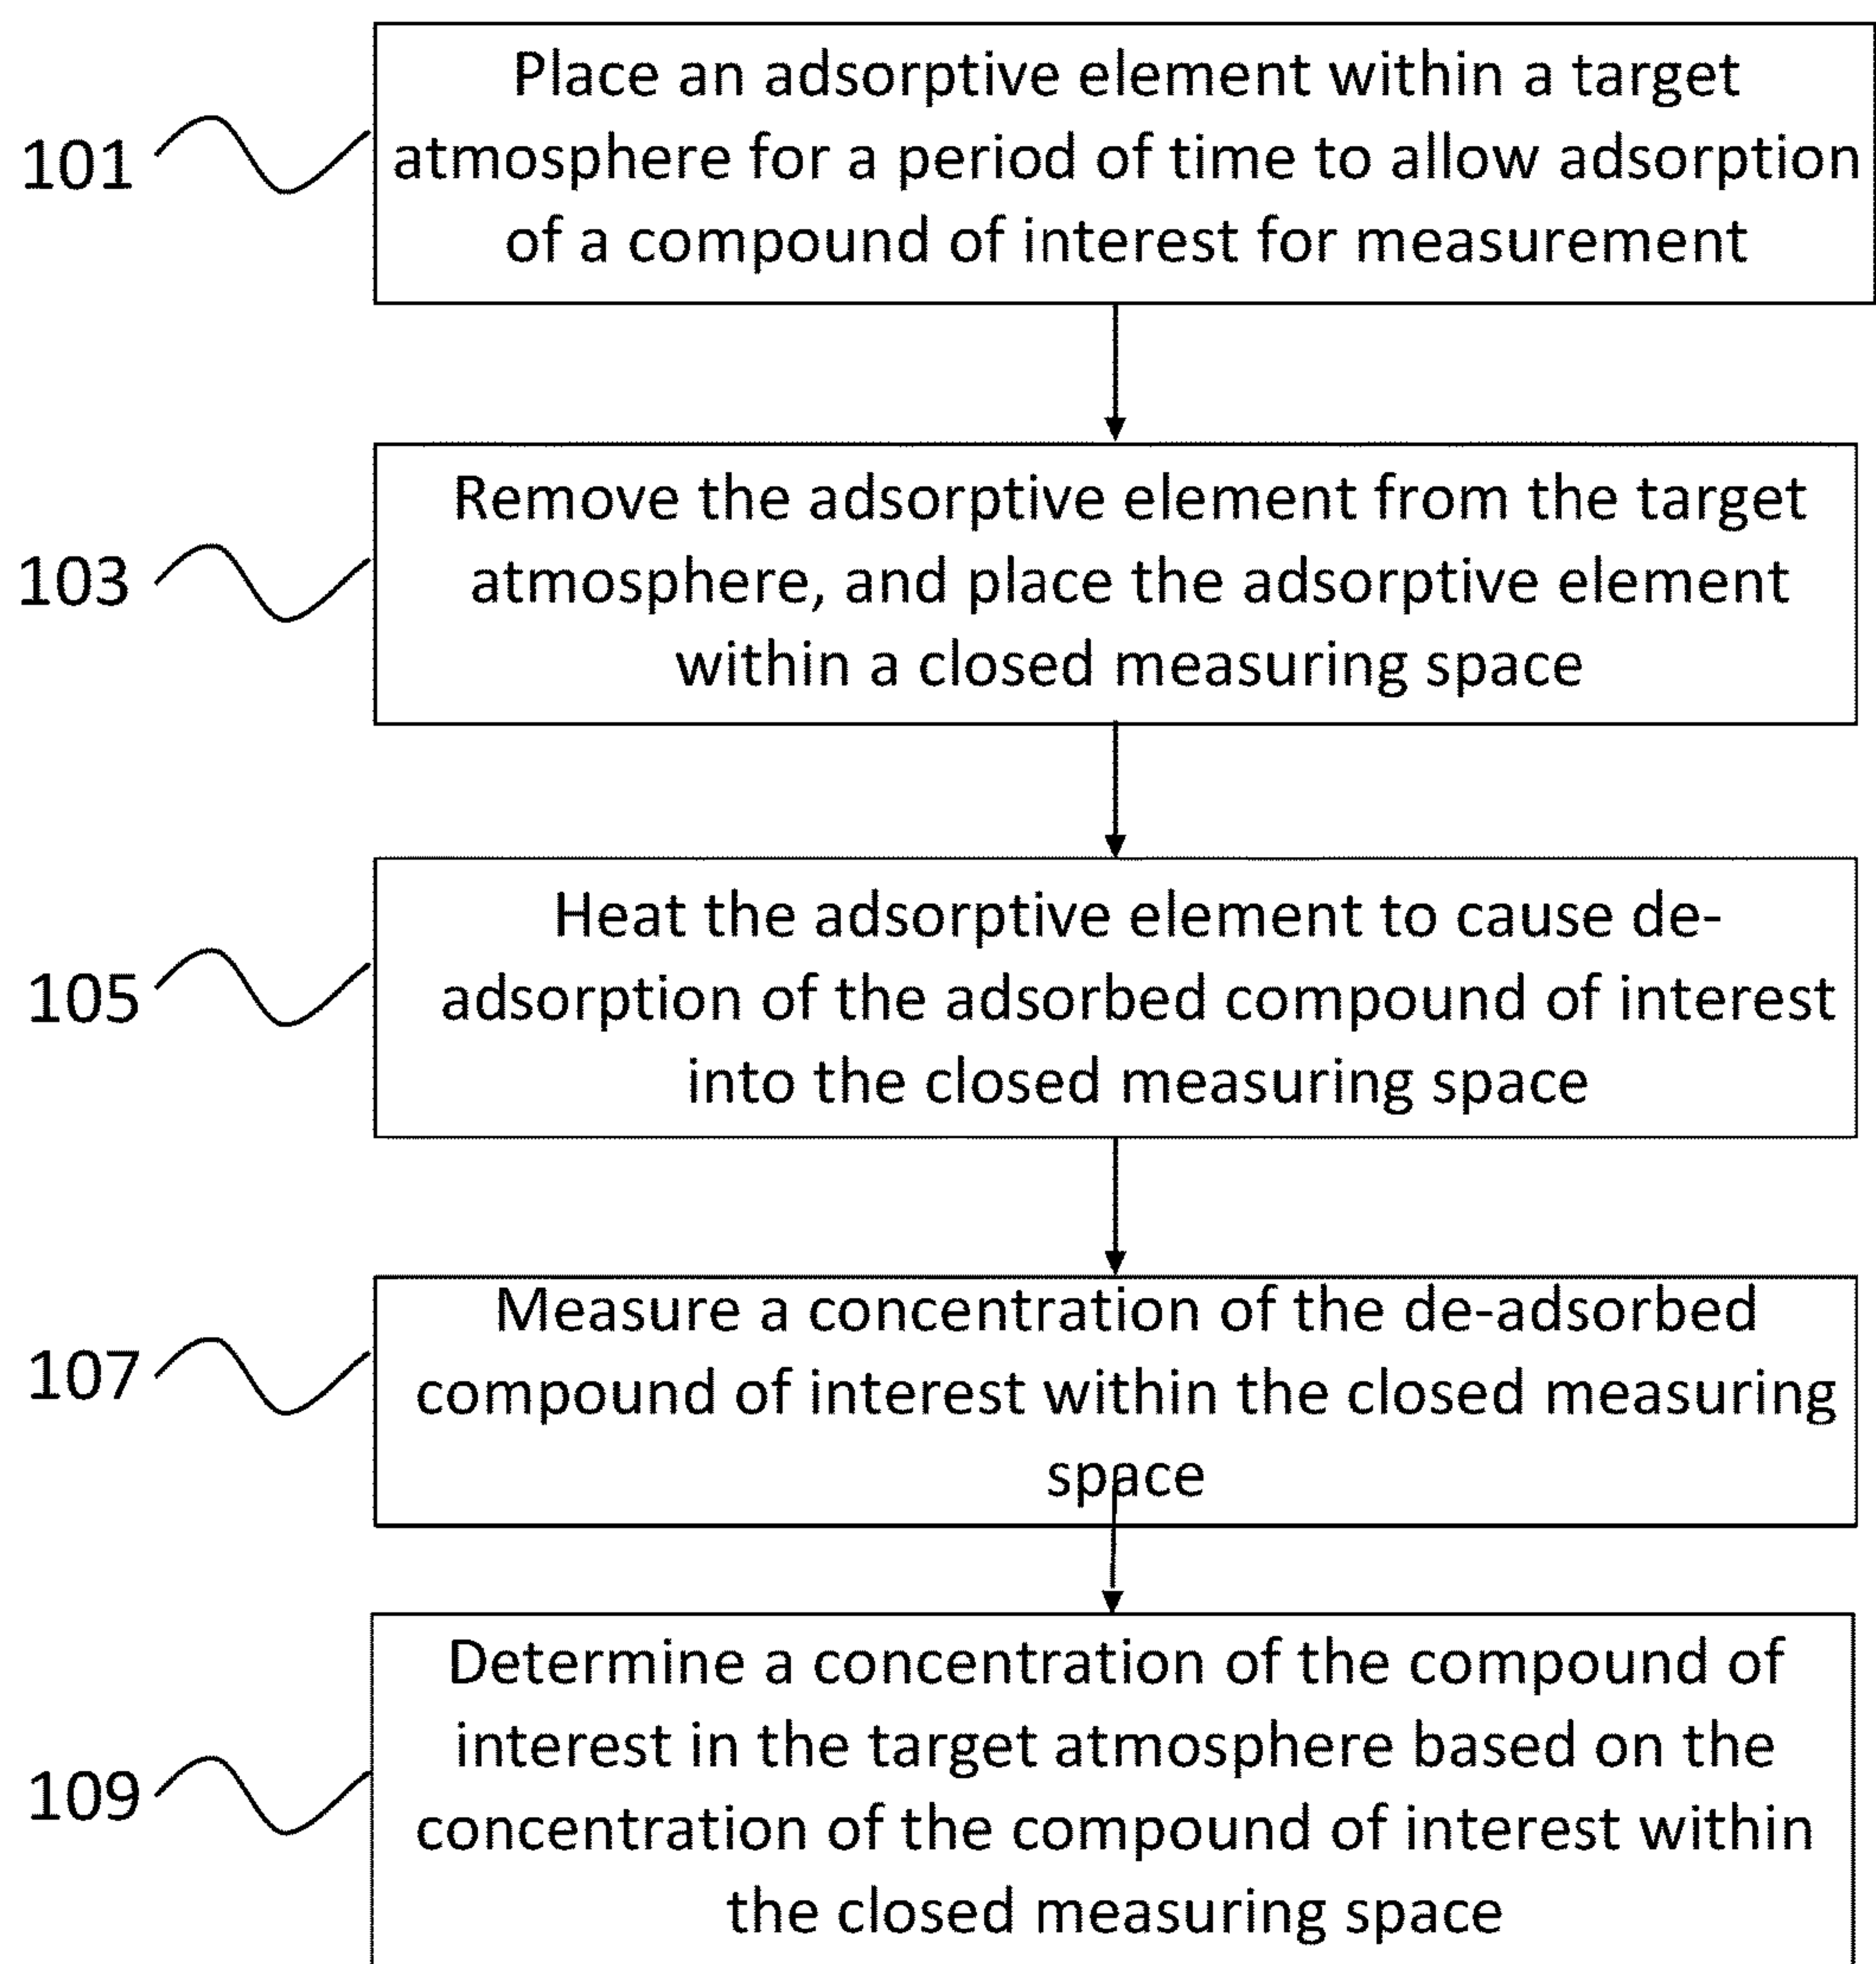 101
Place an adsorptive element within a target
atmosphere for a period of time to allow adsorption
of a compound of interest for measurement
103
Remove the adsorptive element from the target
atmosphere, and place the adsorptive element
within a closed measuring space
105
Heat the adsorptive element to cause de-
adsorption of the adsorbed compound of interest
into the closed measuring space
107
Measure a concentration of the de-adsorbed
compound of interest within the closed measuring
space
109
Determine a concentration of the compound of
interest in the target atmosphere based on the
concentration of the compound of interest within
the closed measuring space